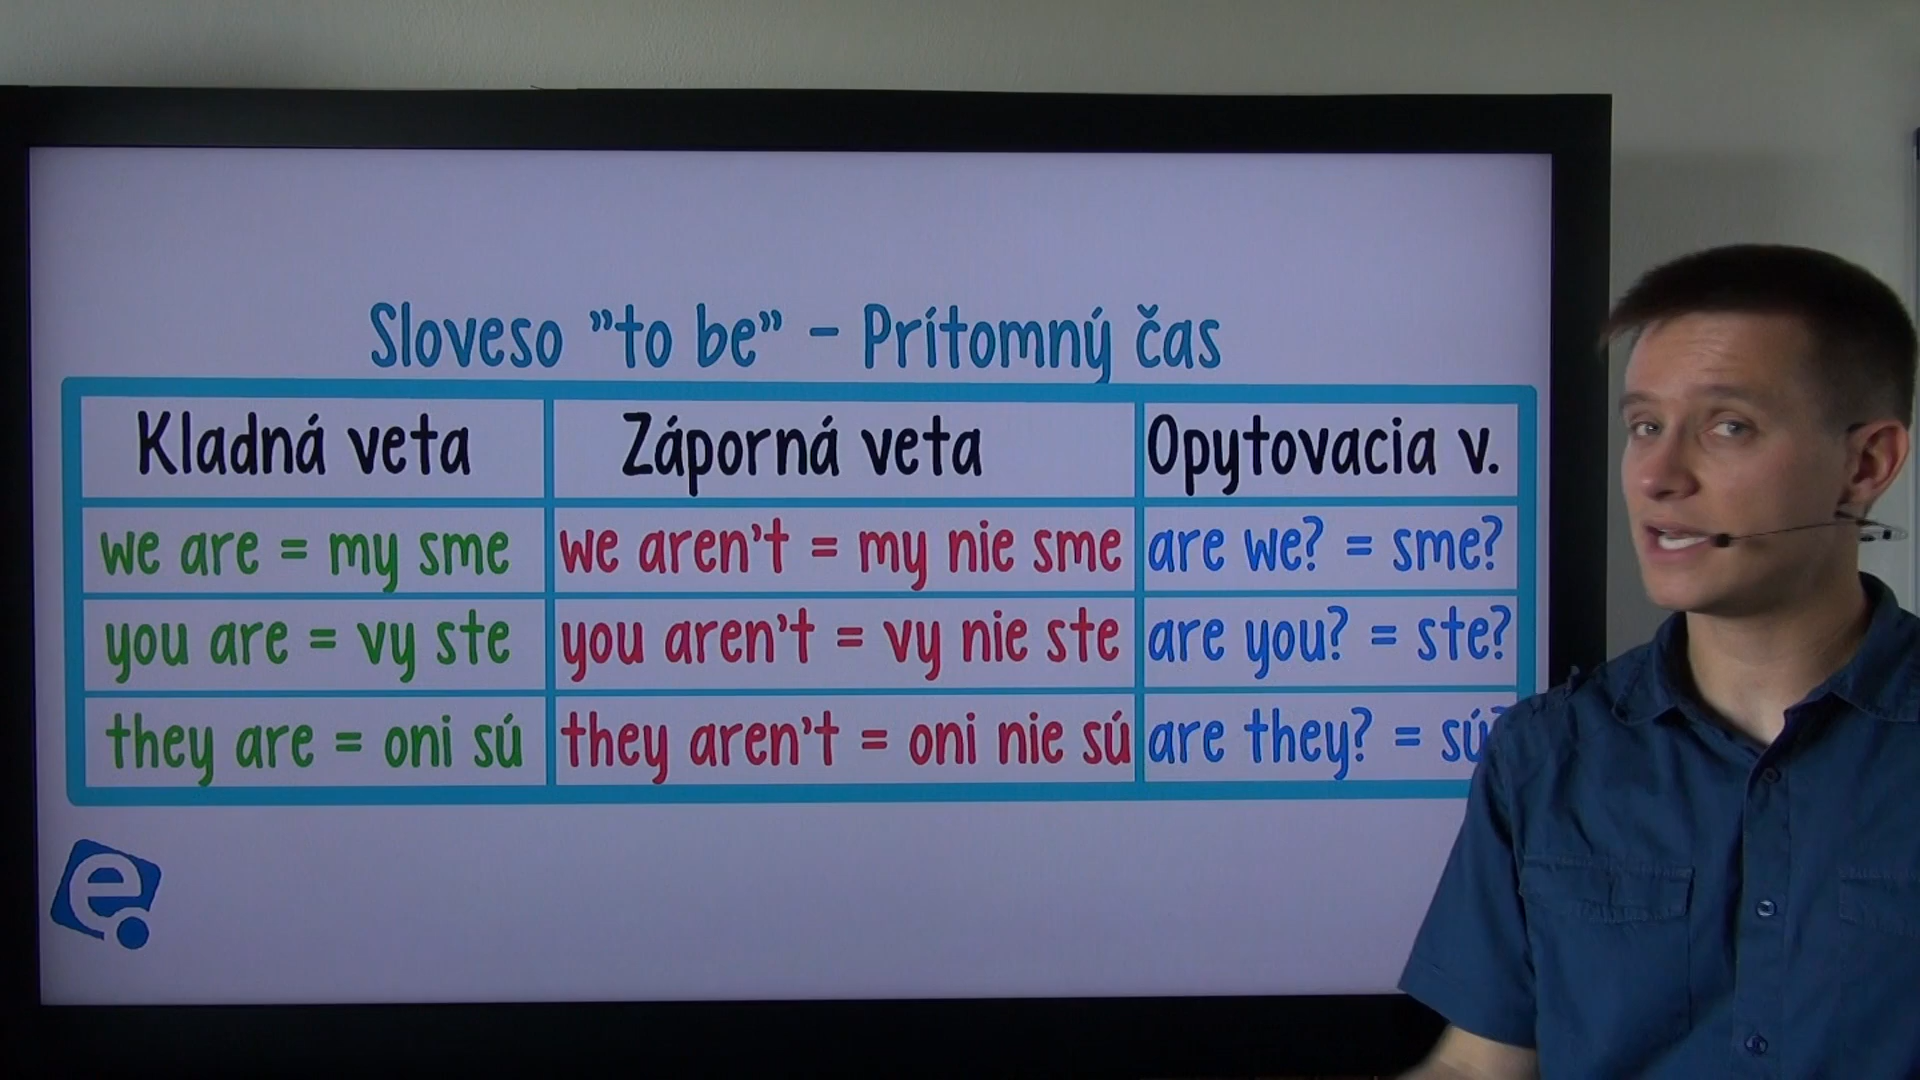 Sloveso "to be" - Prítomný čas
Kladná veta Záporná veta Opytovacia v.
we are = my sme we aren't = my nie sme are we? = sme?
you are = vy ste you aren't = vy nie ste are you? = ste?
they are = oni sú they aren't = oni nie sú are they? = sú?
e.